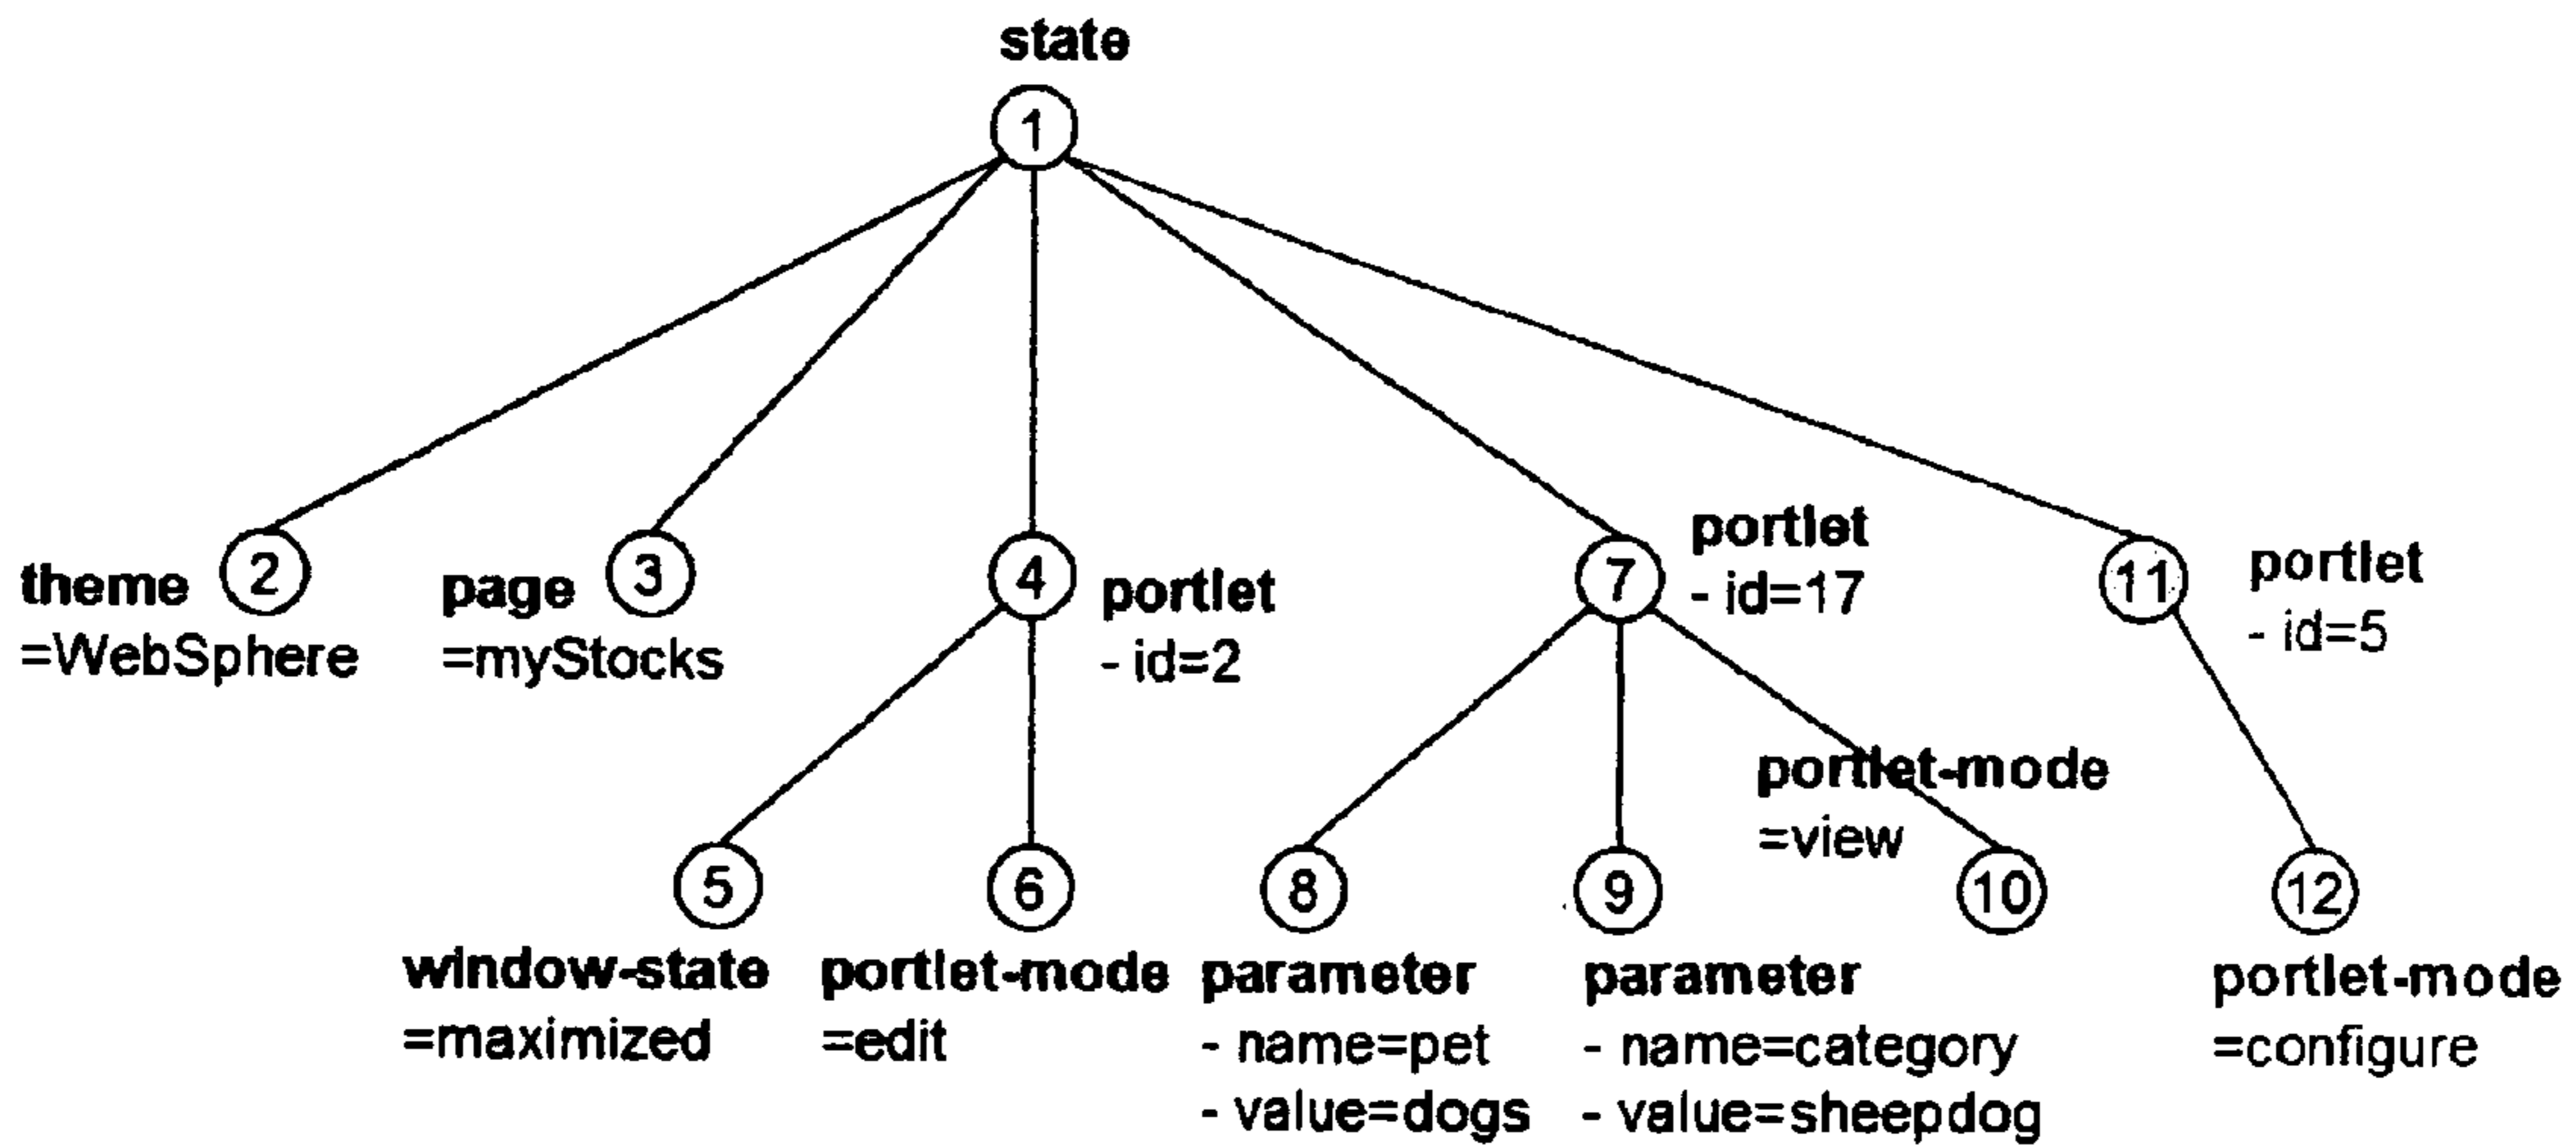 state
1
theme
=WebSphere
2
page
=myStocks
3
4
portlet
- id=2
7
portlet
- id=17
11
portlet
- id=5
5
window-state
=maximized
6
portlet-mode
=edit
8
parameter
- name=pet
- value=dogs
9
parameter
- name=category
- value=sheepdog
portlet-mode
=view
10
12
portlet-mode
=configure